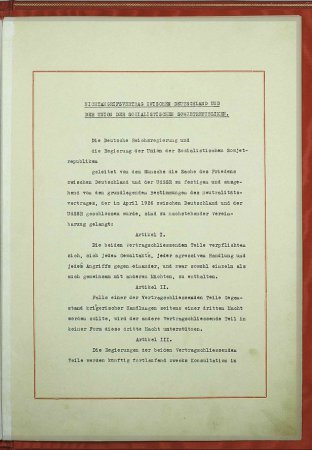 NICHTANGRIFFSVERTRAG ZWISCHEN DEUTSCHLAND UND
DER UNION DER SOZIALISTISCHEN SOWJETREPUBLIKEN.
Die Deutsche Reichsregierung und
die Regierung der Union der Sozialistischen Sowjet-
republiken
geleitet von dem Wunsche die Sache des Friedens
zwischen Deutschland und der UdSSR zu festigen und ausge-
hend von den grundlegenden Bestimmungen des Neutralitäts-
vertrages, der im April 1926 zwischen Deutschland und der
UdSSR geschlossen wurde, sind zu nachstehender Verein-
barung gelangt:
Artikel I.
Die beiden Vertragschliessenden Teile verpflichten
sich, sich jeden Gewaltakts, jeder agressiven Handlung und
jedes Angriffs gegen einander, und zwar sowohl einzeln als
auch gemeinsam mit anderen Mächten, zu enthalten.
Artikel II.
Falls einer der Vertragschliessenden Teile Gegen-
stand kriegerischer Handlungen seitens einer dritten Macht
werden sollte, wird der andere Vertragschliessende Teil in
keiner Form diese dritte Macht unterstützen.
Artikel III.
Die Regierungen der beiden Vertragschliessenden
Teile werden künftig fortlaufend zwecks Konsultation in